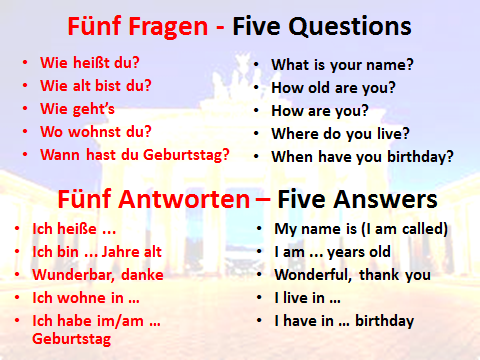 Fünf Fragen - Five Questions
• Wie heißt du?
• Wie alt bist du?
• Wie geht’s
• Wo wohnst du?
• Wann hast du Geburtstag?
• What is your name?
• How old are you?
• How are you?
• Where do you live?
• When have you birthday?
Fünf Antworten – Five Answers
• Ich heiße ...
• Ich bin ... Jahre alt
• Wunderbar, danke
• Ich wohne in …
• Ich habe im/am …
Geburtstag
• My name is (I am called)
• I am ... years old
• Wonderful, thank you
• I live in …
• I have in … birthday